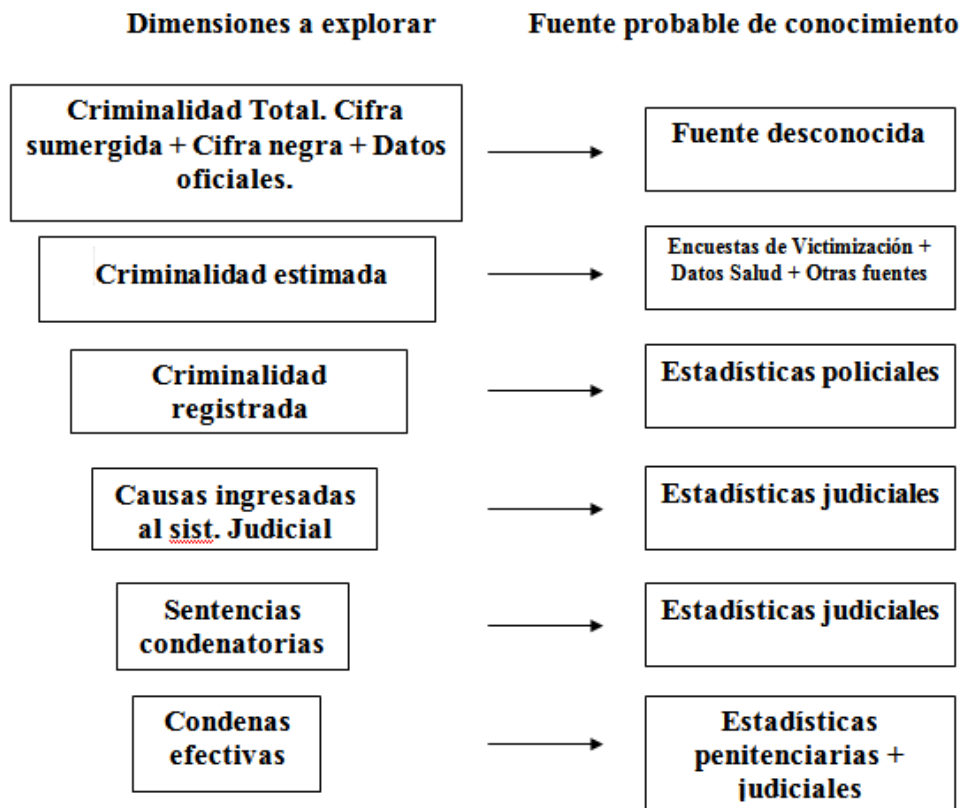 Dimensiones a explorar
Fuente probable de conocimiento
Criminalidad Total. Cifra
sumergida + Cifra negra + Datos
oficiales.
Fuente desconocida
Criminalidad estimada
Encuestas de Victimización +
Datos Salud + Otras fuentes
Criminalidad
registrada
Estadísticas policiales
Causas ingresadas
al sist. Judicial
Estadísticas judiciales
Sentencias
condenatorias
Estadísticas judiciales
Condenas
efectivas
Estadísticas
penitenciarias +
judiciales